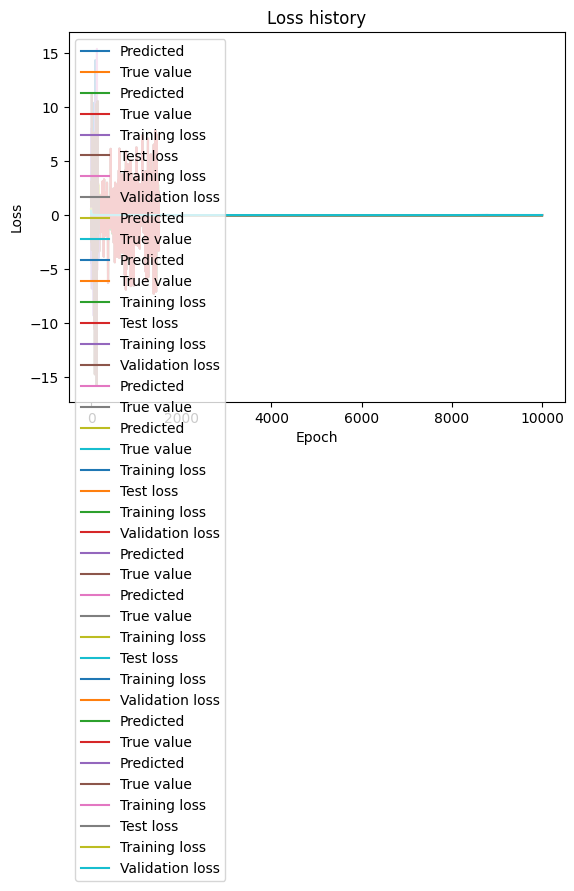 Loss history
15
10
5
0
−5
−10
−15
Loss
Predicted
True value
Predicted
True value
Training loss
Test loss
Training loss
Validation loss
Predicted
True value
Predicted
True value
Training loss
Test loss
Training loss
Validation loss
Predicted
True value
Predicted
True value
Training loss
Test loss
Training loss
Validation loss
Predicted
True value
Predicted
True value
Training loss
Test loss
Training loss
Validation loss
Predicted
True value
Predicted
True value
Training loss
Test loss
Training loss
Validation loss
0 2000 4000 6000 8000 10000
Epoch